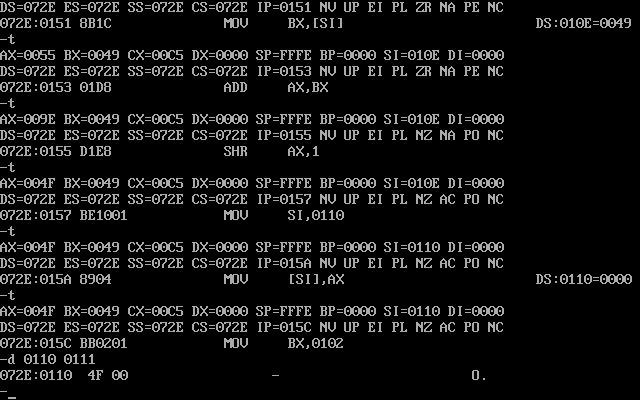 DS=072E ES=072E SS=072E CS=072E IP=0151 NV UP EI PL ZR NA PE NC
072E:0151 8B1C          MOV     BX,[SI]                            DS:010E=0049
-t
AX=0055 BX=0049 CX=00C5 DX=0000 SP=FFFE BP=0000 SI=010E DI=0000
DS=072E ES=072E SS=072E CS=072E IP=0153 NV UP EI PL ZR NA PE NC
072E:0153 01D8          ADD     AX,BX
-t
AX=009E BX=0049 CX=00C5 DX=0000 SP=FFFE BP=0000 SI=010E DI=0000
DS=072E ES=072E SS=072E CS=072E IP=0155 NV UP EI PL NZ NA PO NC
072E:0155 D1E8          SHR     AX,1
-t
AX=004F BX=0049 CX=00C5 DX=0000 SP=FFFE BP=0000 SI=010E DI=0000
DS=072E ES=072E SS=072E CS=072E IP=0157 NV UP EI PL NZ AC PO NC
072E:0157 BE1001        MOV     SI,0110
-t
AX=004F BX=0049 CX=00C5 DX=0000 SP=FFFE BP=0000 SI=0110 DI=0000
DS=072E ES=072E SS=072E CS=072E IP=015A NV UP EI PL NZ AC PO NC
072E:015A 8904          MOV     [SI],AX                            DS:0110=0000
-t
AX=004F BX=0049 CX=00C5 DX=0000 SP=FFFE BP=0000 SI=0110 DI=0000
DS=072E ES=072E SS=072E CS=072E IP=015C NV UP EI PL NZ AC PO NC
072E:015C BB0201        MOV     BX,0102
-d 0110 0111
072E:0110  4F 00                  -                        O.
-_